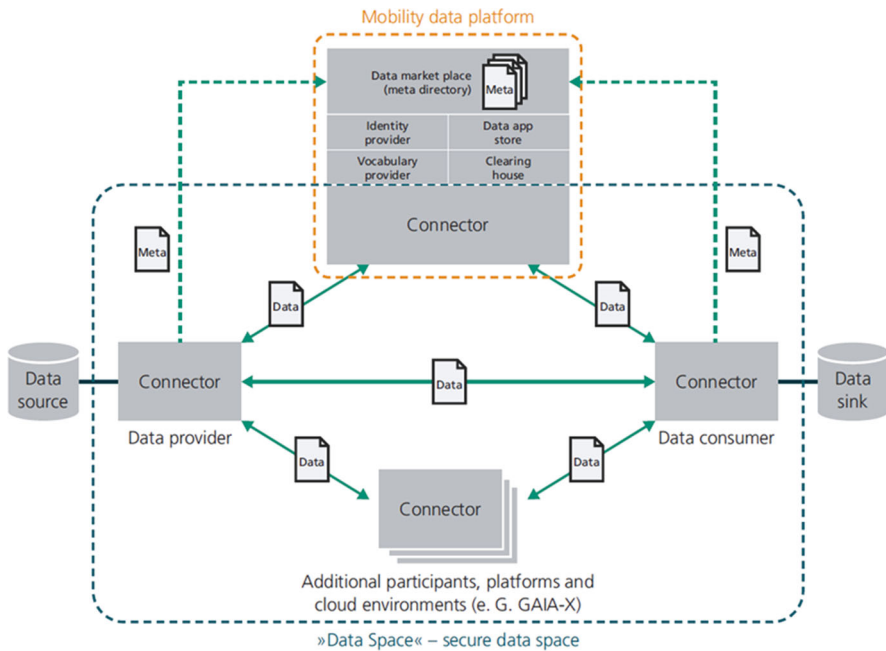 Mobility data platform
Data market place
(meta directory)
Meta
Identity
provider
Data app
store
Vocabulary
provider
Clearing
house
Connector
Meta
Meta
Data
Data
Data
source
Connector
Data provider
Data
Connector
Data consumer
Data
sink
Data
Data
Connector
Additional participants, platforms and
cloud environments (e. G. GAIA-X)
»Data Space« – secure data space